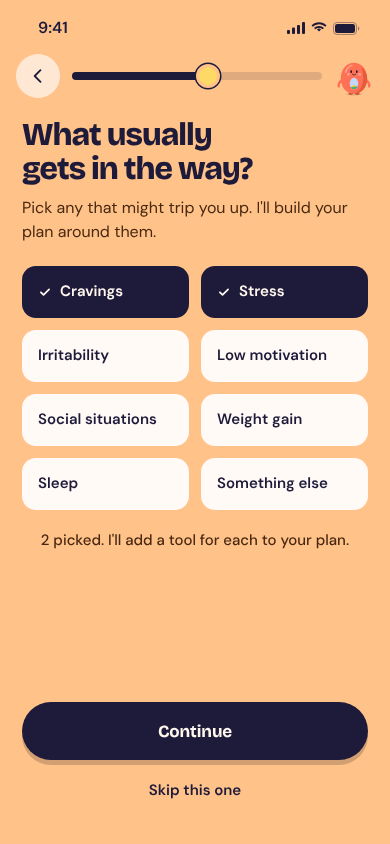 9:41
What usually
gets in the way?
Pick any that might trip you up. I'll build your
plan around them.
Cravings
Stress
Irritability
Low motivation
Social situations
Weight gain
Sleep
Something else
2 picked. I'll add a tool for each to your plan.
Continue
Skip this one